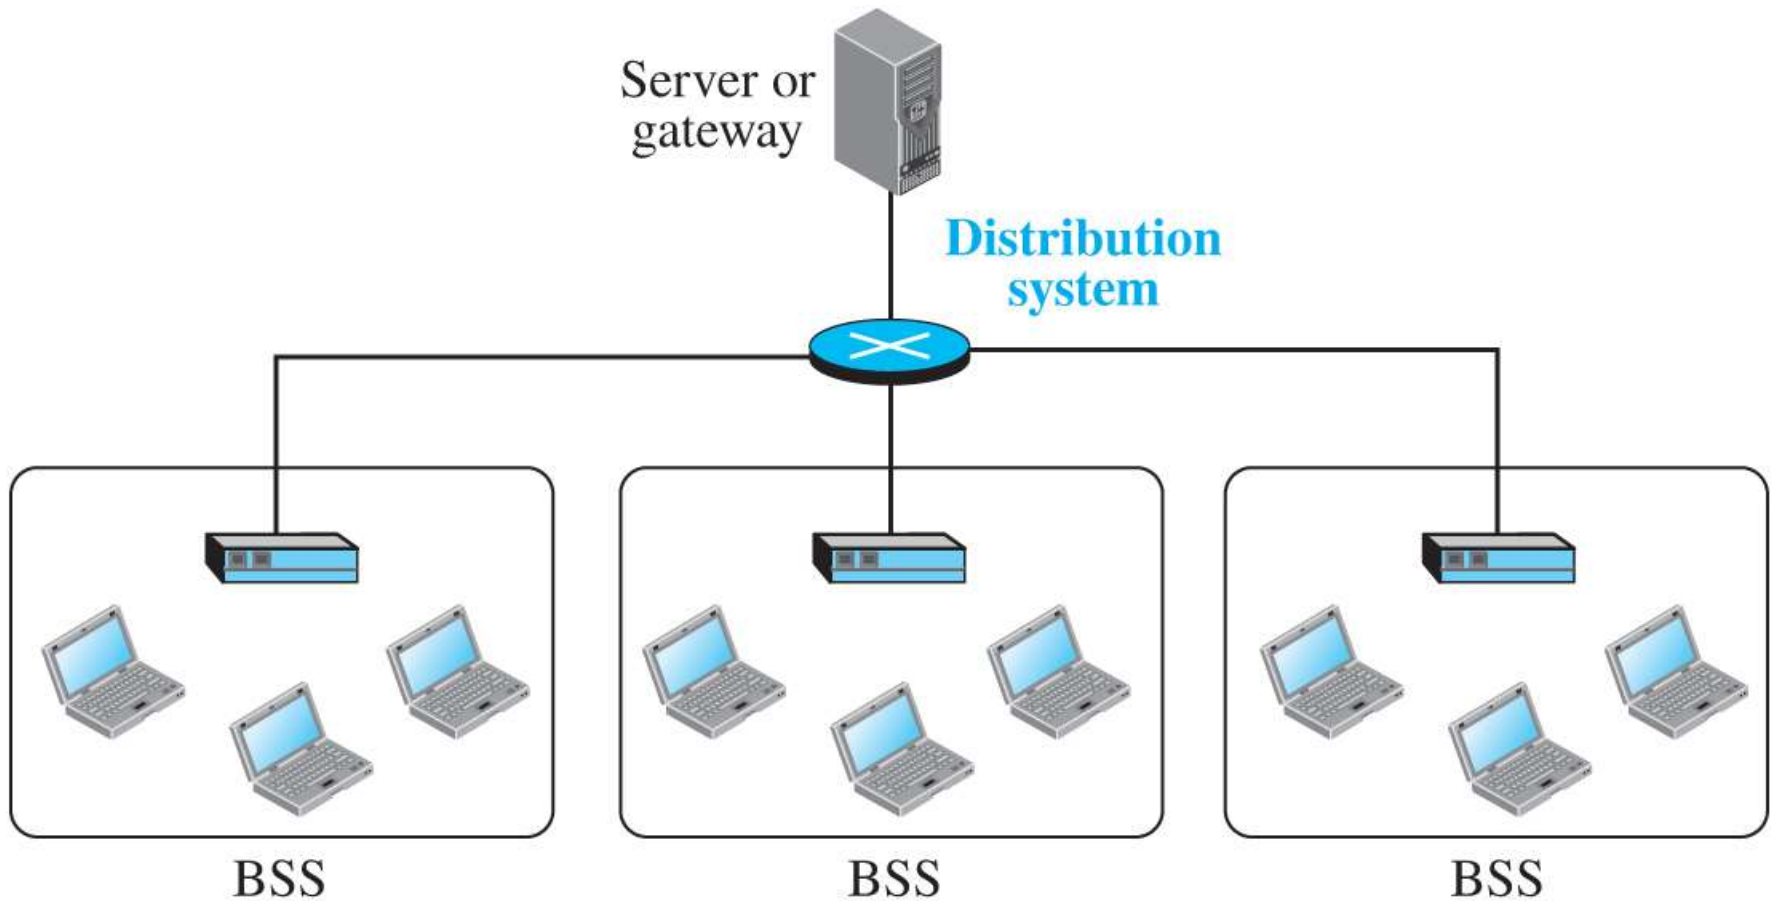 Server or
gateway
Distribution
system
BSS
BSS
BSS